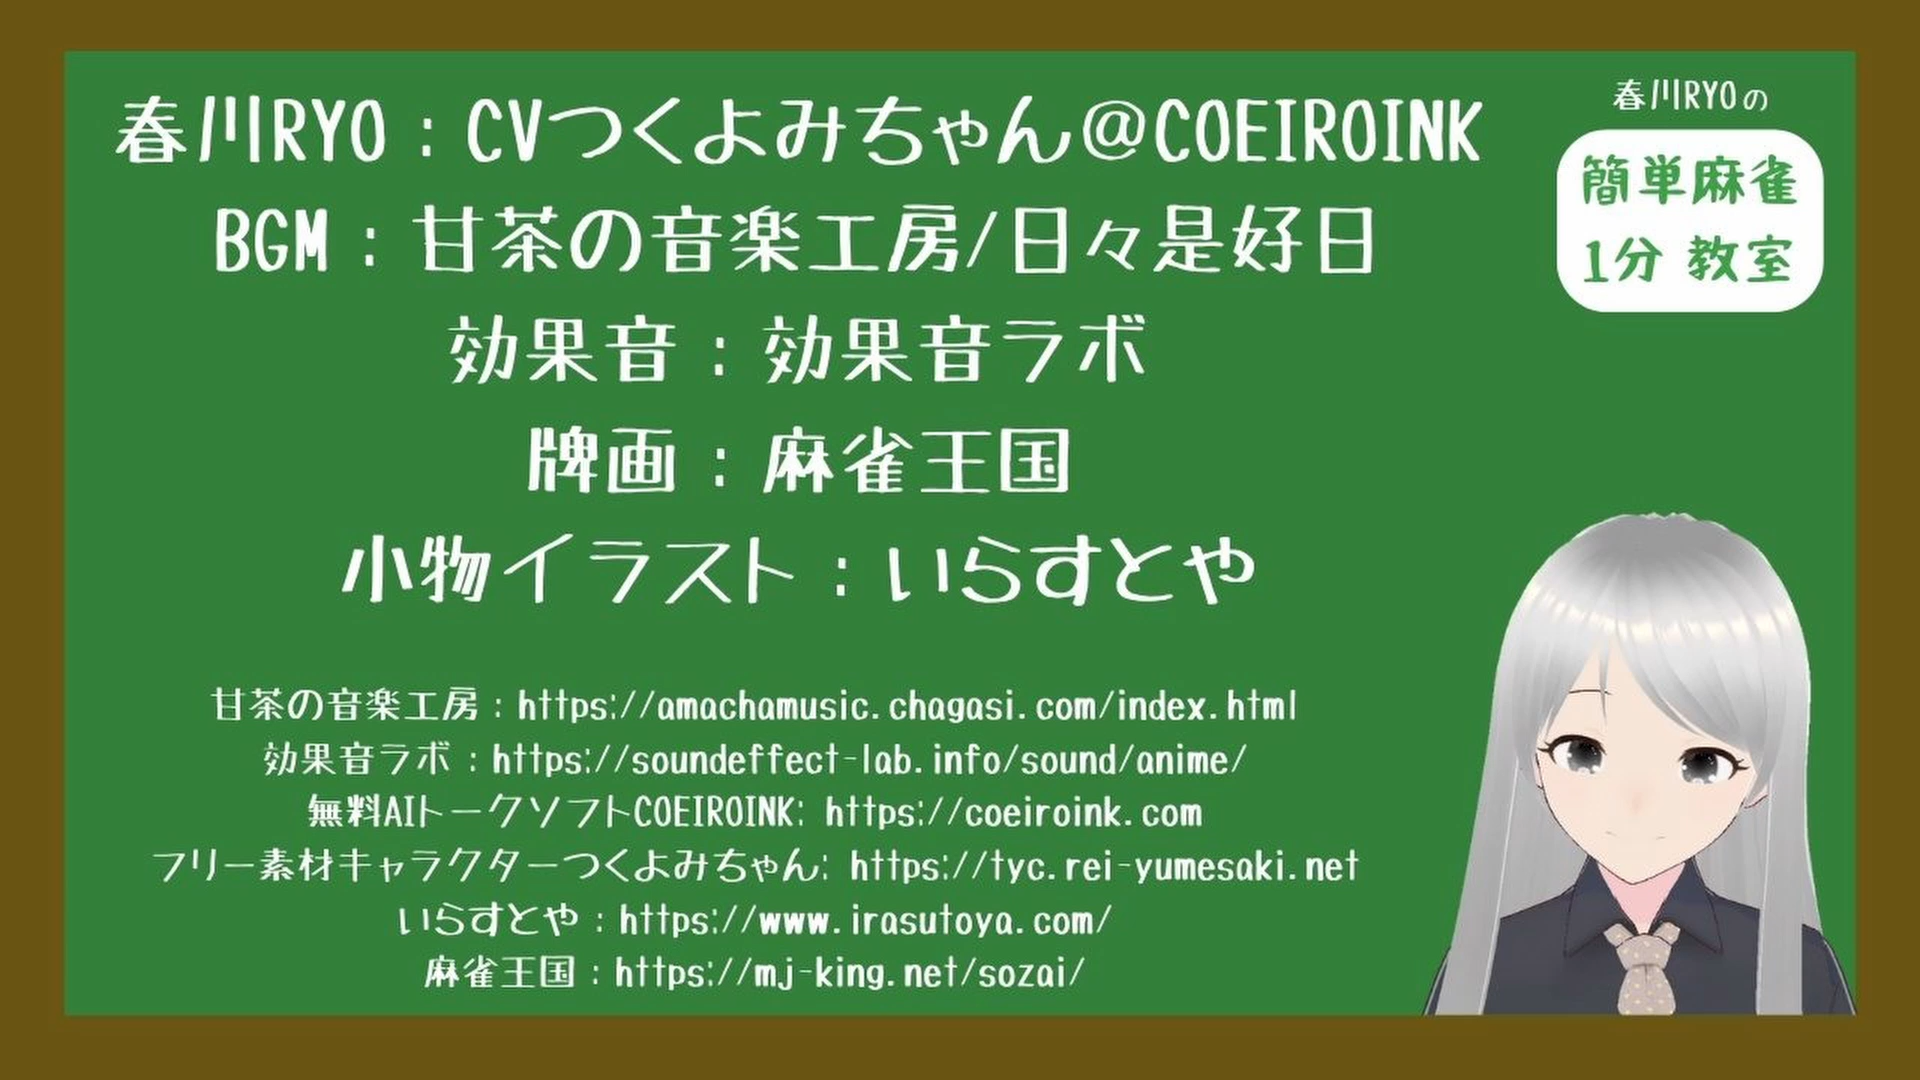 春川RYO：CVつくよみちゃん@COEIROINK
BGM：甘茶の音楽工房/日々是好日
効果音：効果音ラボ
牌画：麻雀王国
小物イラスト：いらすとや
甘茶の音楽工房：https://amachamusic.chagasi.com/index.html
効果音ラボ：https://soundeffect-lab.info/sound/anime/
無料AIトークソフトCOEIROINK: https://coeiroink.com
フリー素材キャラクターつくよみちゃん: https://tyc.rei-yumesaki.net
いらすとや：https://www.irasutoya.com/
麻雀王国：https://mj-king.net/sozai/
春川RYOの
簡単麻雀
1分 教室